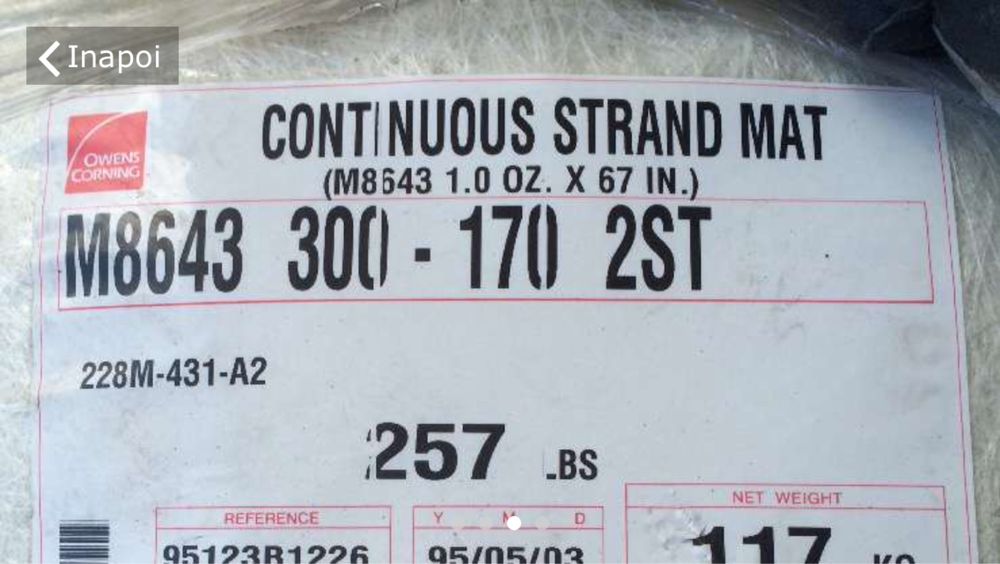 Inapoi
CONTINUOUS STRAND MAT
OWENS
CORNING
(M8643 1.0 OZ. X 67 IN.)
M8643 300 - 170 2ST
228M-431-A2
257 LBS
NET WEIGHT
REFERENCE
Y M D
95123B1226
95/05/03
117 KG